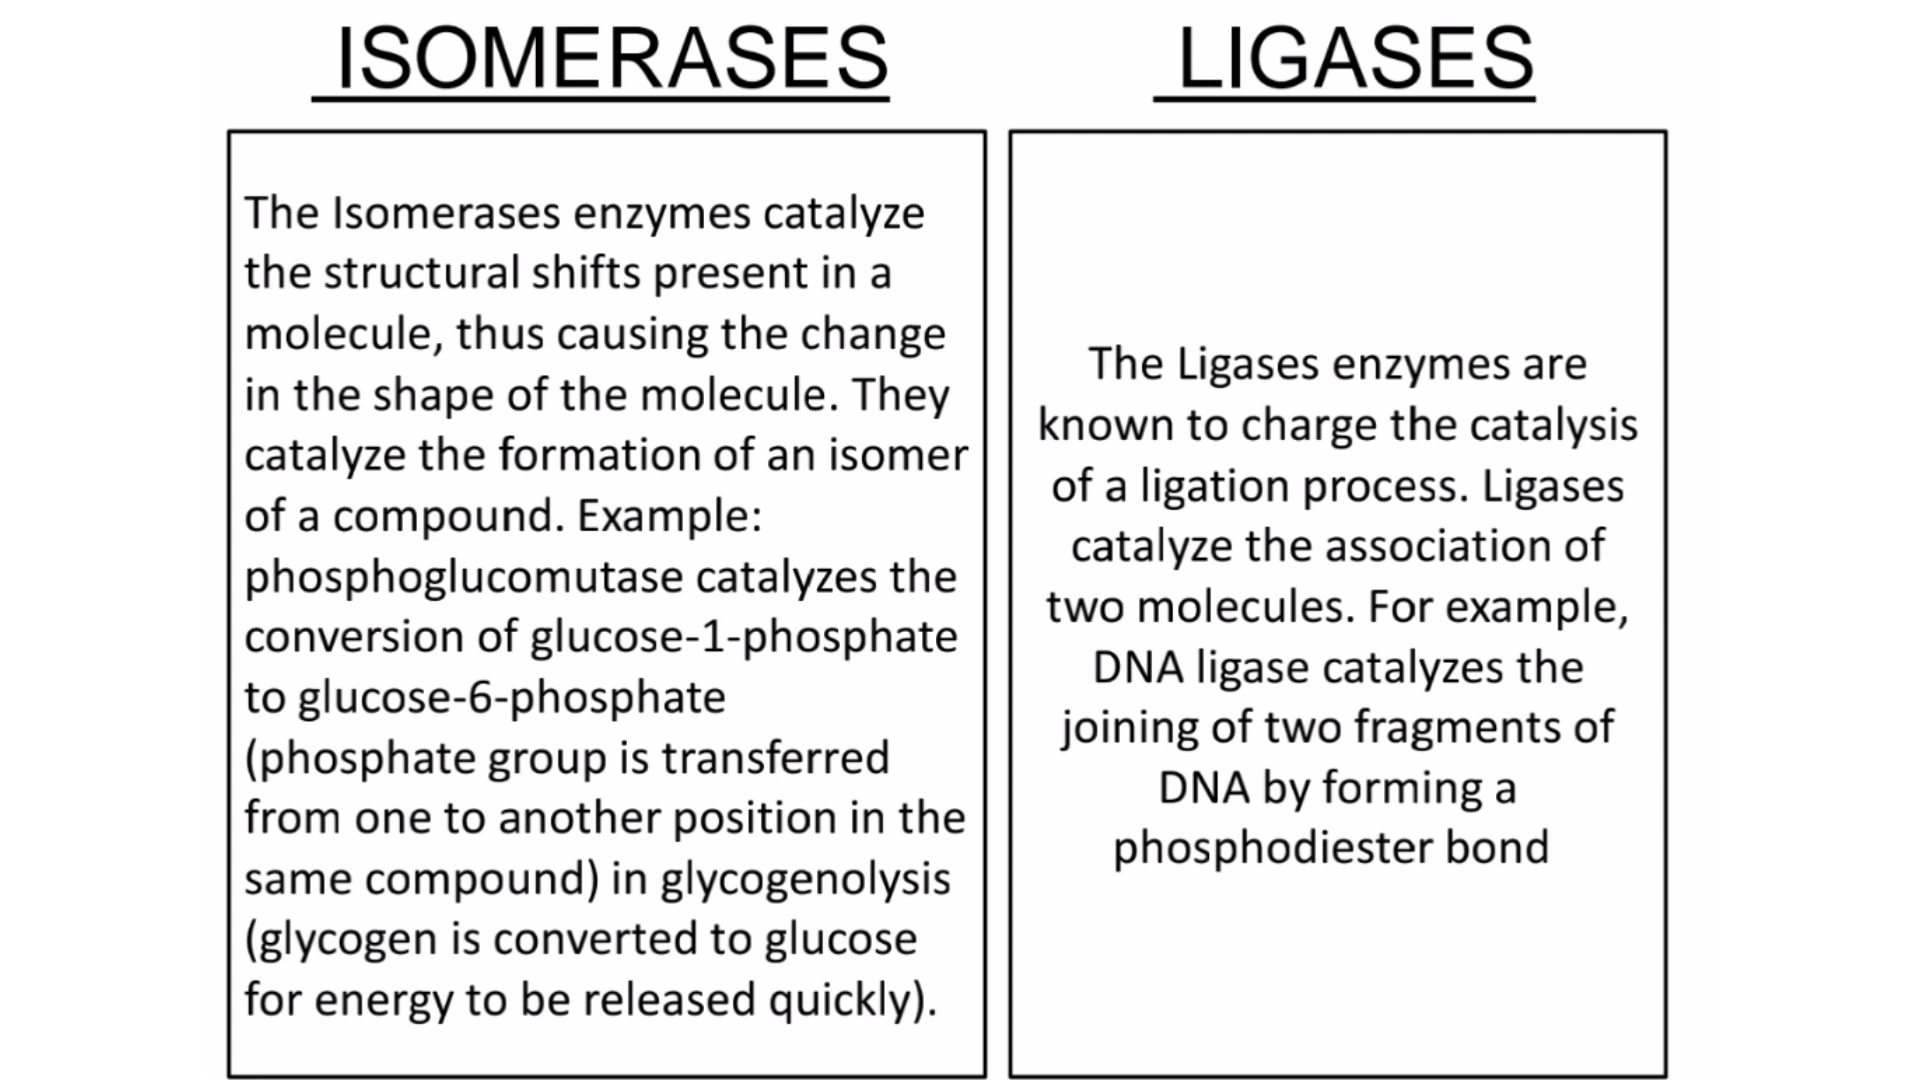 ISOMERASES
The Isomerases enzymes catalyze
the structural shifts present in a
molecule, thus causing the change
in the shape of the molecule. They
catalyze the formation of an isomer
of a compound. Example:
phosphoglucomutase catalyzes the
conversion of glucose-1-phosphate
to glucose-6-phosphate
(phosphate group is transferred
from one to another position in the
same compound) in glycogenolysis
(glycogen is converted to glucose
for energy to be released quickly).
LIGASES
The Ligases enzymes are
known to charge the catalysis
of a ligation process. Ligases
catalyze the association of
two molecules. For example,
DNA ligase catalyzes the
joining of two fragments of
DNA by forming a
phosphodiester bond